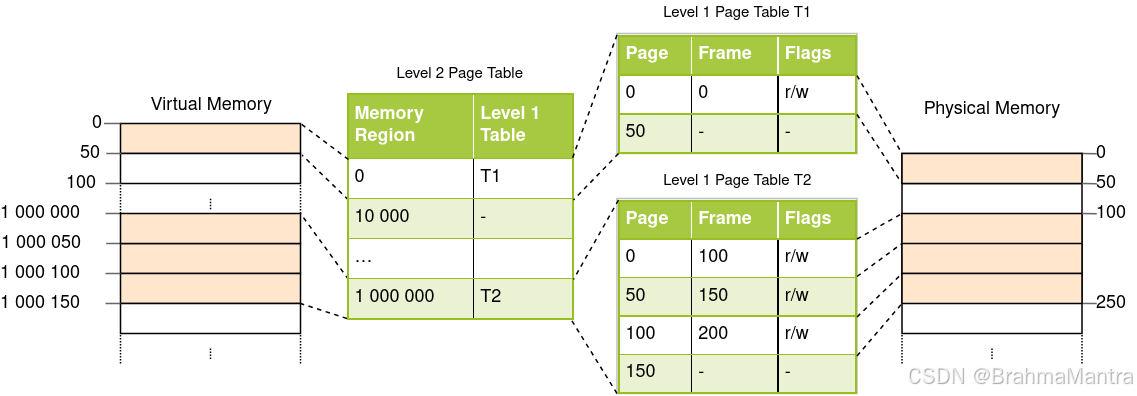 Level 1 Page Table T1
Page Frame Flags
0 0 r/w
50 - -
Level 2 Page Table
Memory Region Level 1 Table
0 T1
10 000 -
...
1 000 000 T2
Virtual Memory
0
50
100
...
1 000 000
1 000 050
1 000 100
1 000 150
...
Level 1 Page Table T2
Page Frame Flags
0 100 r/w
50 150 r/w
100 200 r/w
150 - -
Physical Memory
0
50
100
250
...
CSDN @BrahmaMantra